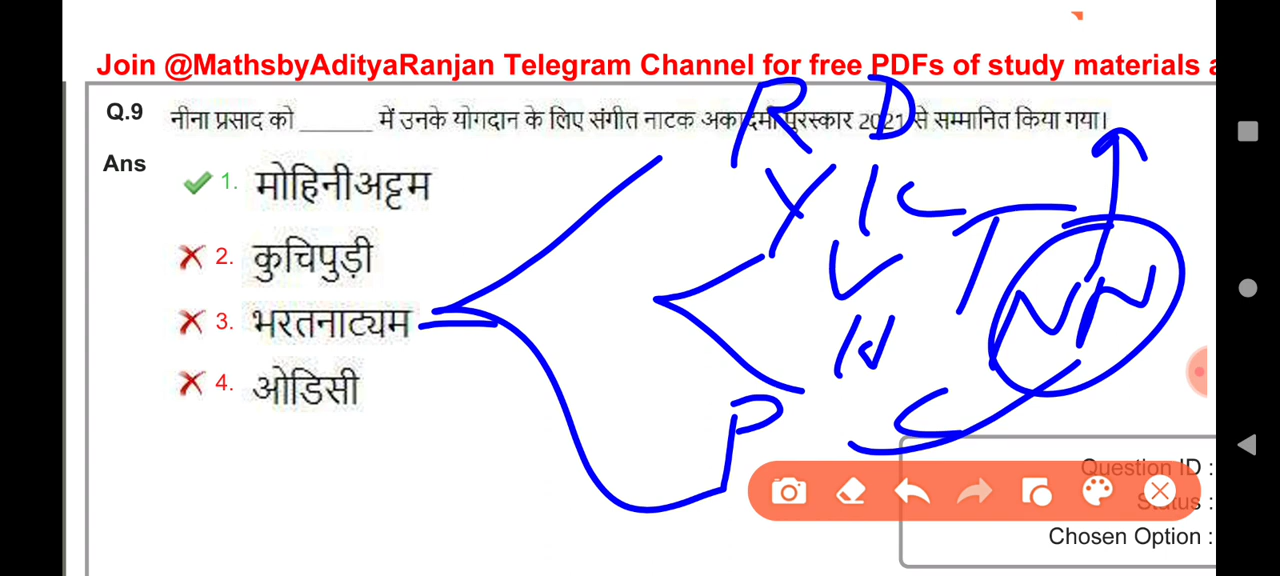 Join @MathsbyAdityaRanjan Telegram Channel for free PDFs of study materials
Q.9 नीना प्रसाद को ______ में उनके योगदान के लिए संगीत नाटक अकादमी पुरस्कार 2021 से सम्मानित किया गया।
Ans
1. मोहिनीअट्टम
2. कुचिपुड़ी
3. भरतनाट्यम
4. ओडिसी
R D
P
Question ID :
Status :
Chosen Option :